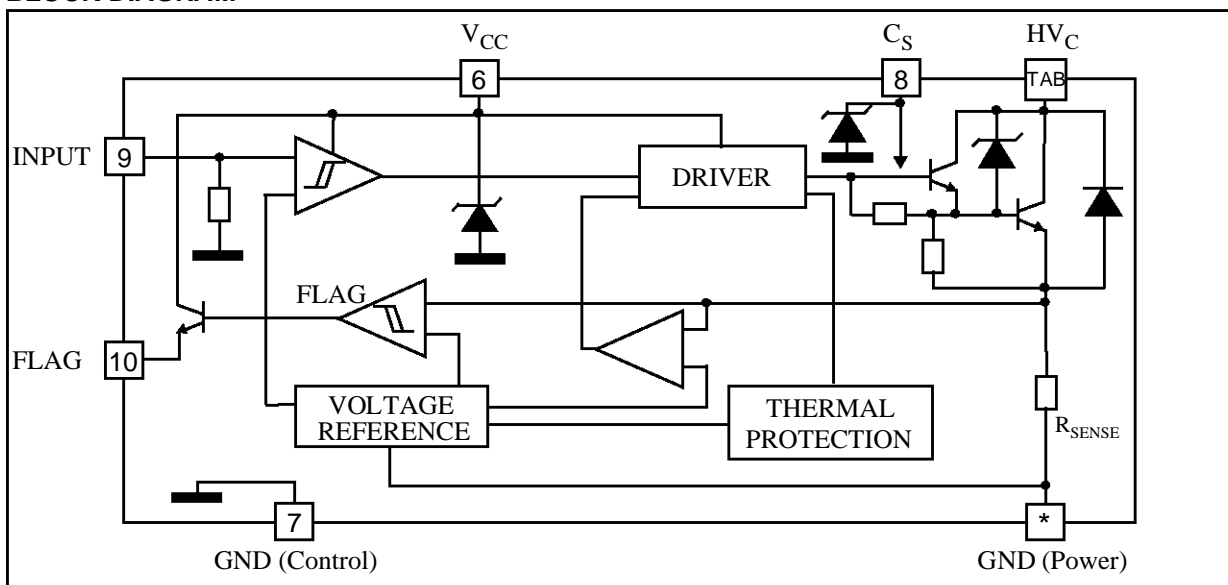 BLOCK DIAGRAM
VCC
CS
HVC
6
8
TAB
INPUT
9
DRIVER
FLAG
FLAG
10
VOLTAGE
REFERENCE
THERMAL
PROTECTION
RSENSE
7
*
GND (Control)
GND (Power)